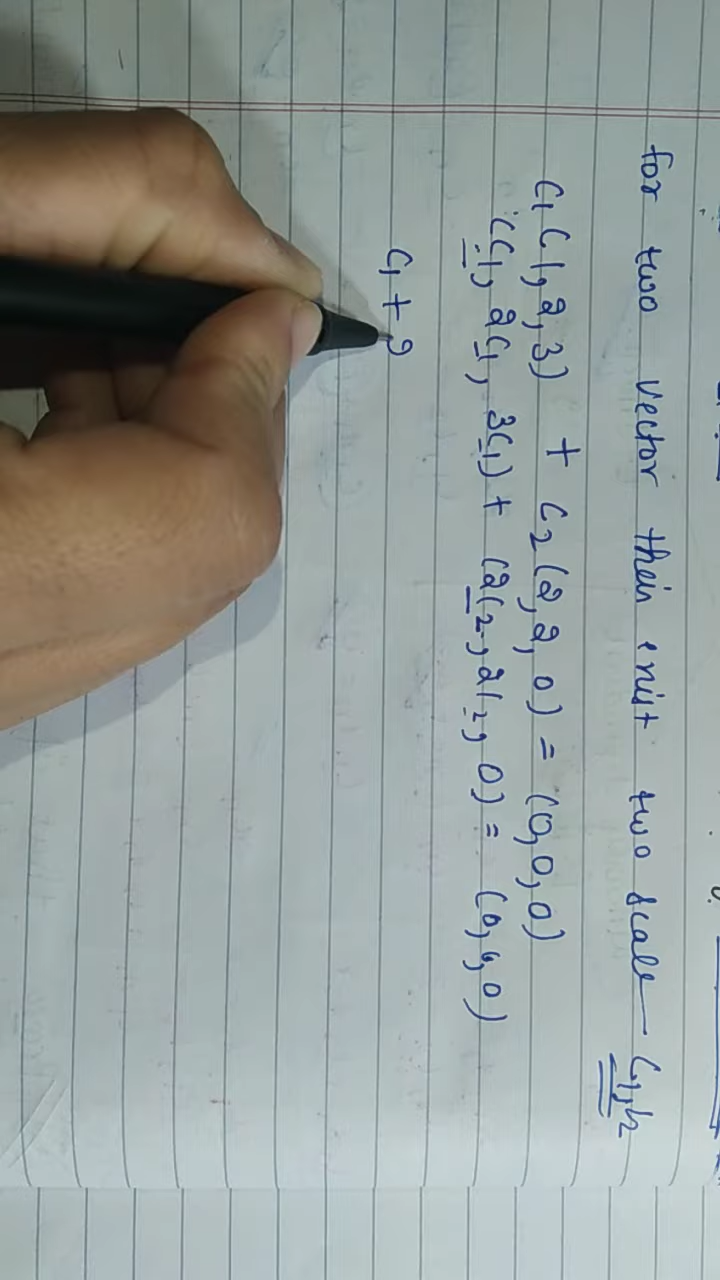 for two vector their exist two scale C1, C2
C1 (1, 2, 3) + C2 (2, 2, 0) = (0, 0, 0)
(C1, 2C1, 3C1) + (2C2, 2C2, 0) = (0, 0, 0)
C1 + 2